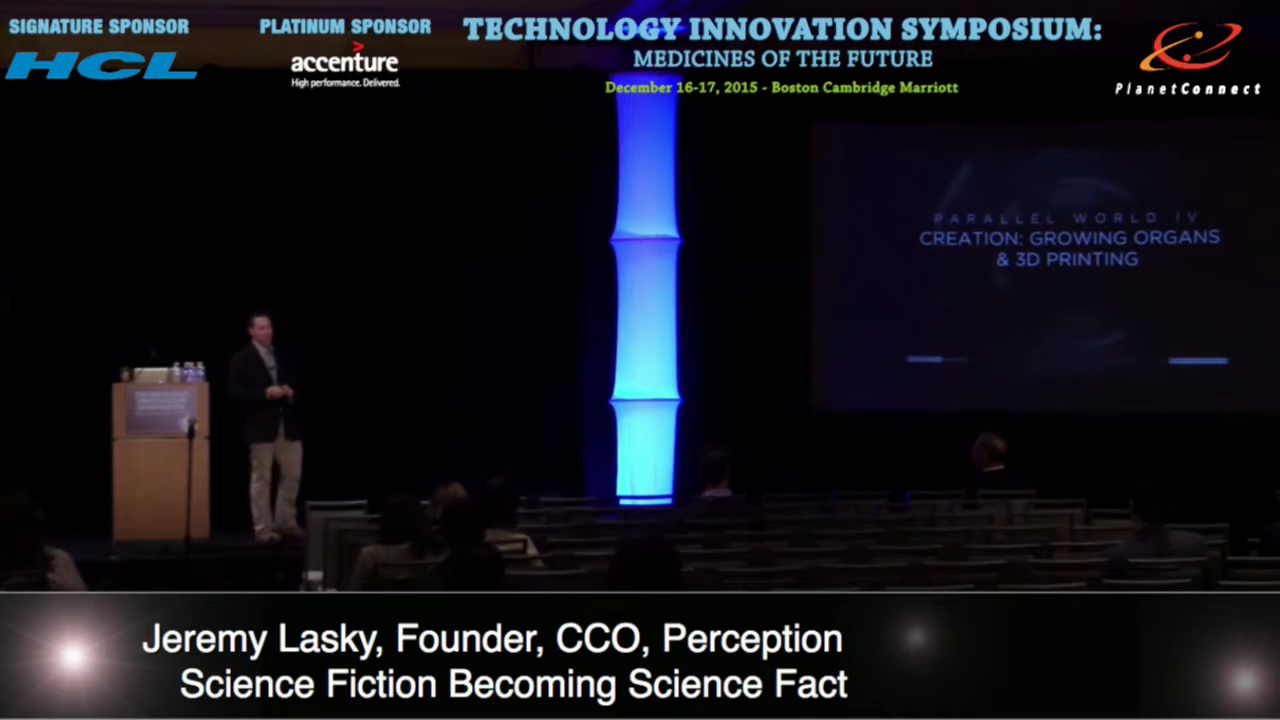 SIGNATURE SPONSOR
HCL
PLATINUM SPONSOR
accenture
High performance. Delivered.
TECHNOLOGY INNOVATION SYMPOSIUM:
MEDICINES OF THE FUTURE
December 16-17, 2015 - Boston Cambridge Marriott
PlanetConnect
PARALLEL WORLD IV
CREATION: GROWING ORGANS
& 3D PRINTING
Jeremy Lasky, Founder, CCO, Perception
Science Fiction Becoming Science Fact